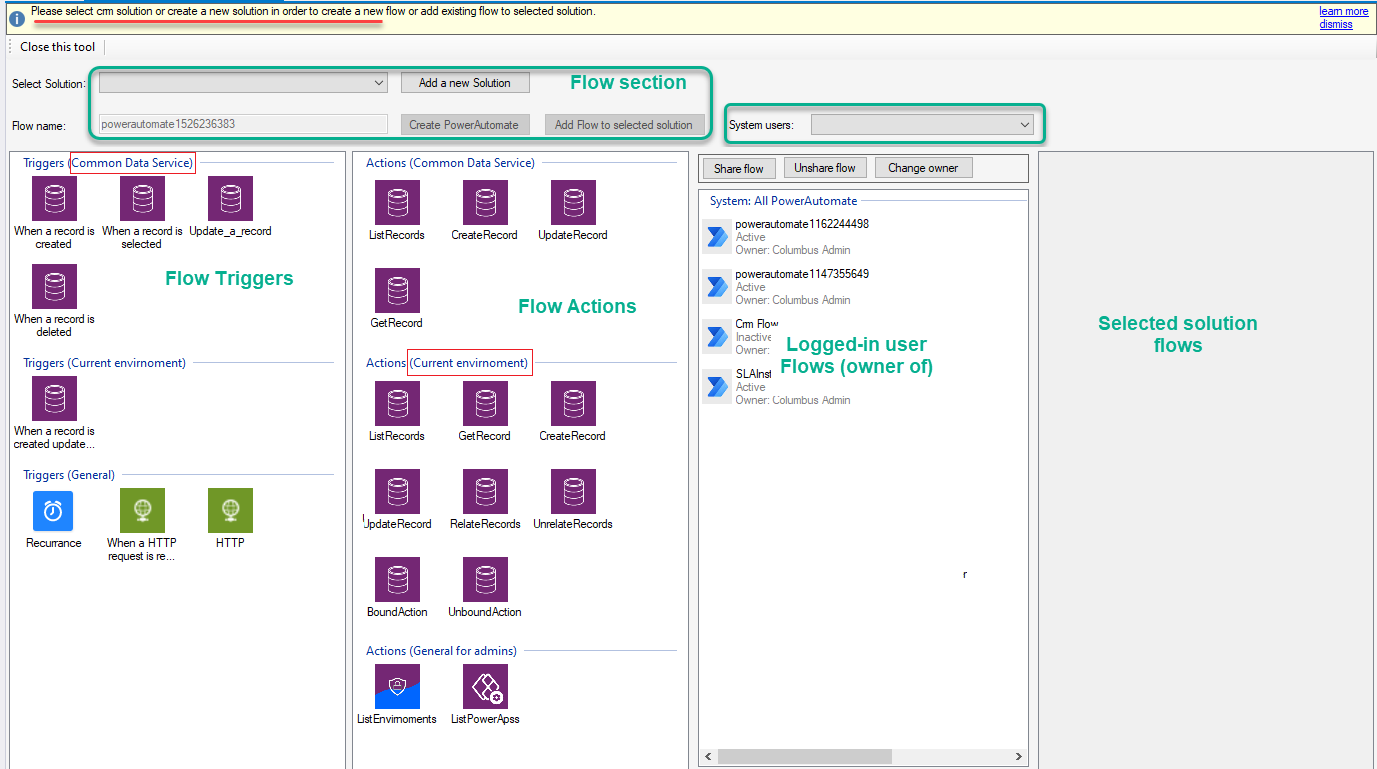 Please select crm solution or create a new solution in order to create a new flow or add existing flow to selected solution.
learn more
dismiss
Close this tool
Select Solution:
Add a new Solution
Flow section
Flow name:
powerautomate1526236383
Create PowerAutomate
Add Flow to selected solution
System users:
Triggers (Common Data Service)
When a record is
created
When a record is
selected
Update_a_record
Flow Triggers
When a record is
deleted
Triggers (Current envirnoment)
When a record is
created update...
Triggers (General)
Recurrance
When a HTTP
request is re...
HTTP
Actions (Common Data Service)
ListRecords
CreateRecord
UpdateRecord
Flow Actions
GetRecord
Actions (Current envirnoment)
ListRecords
GetRecord
CreateRecord
UpdateRecord
RelateRecords
UnrelateRecords
BoundAction
UnboundAction
Actions (General for admins)
ListEnvirnoments
ListPowerApss
Share flow
Unshare flow
Change owner
System: All PowerAutomate
powerautomate1162244498
Active
Owner: Columbus Admin
powerautomate1147355649
Active
Owner: Columbus Admin
Crm Flow
Inactive
Owner:
Logged-in user
Flows (owner of)
SLAInst
Active
Owner: Columbus Admin
r
Selected solution
flows